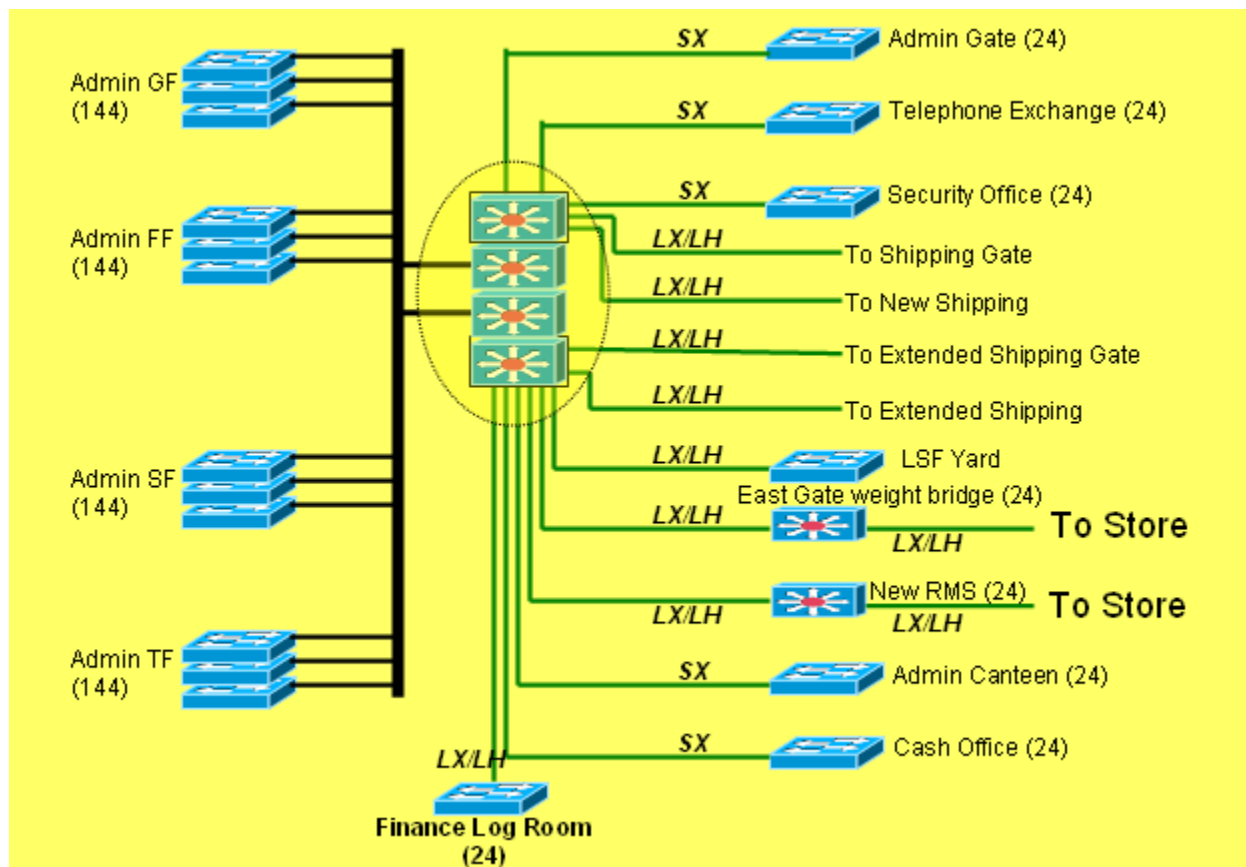 Admin GF
(144)
Admin FF
(144)
Admin SF
(144)
Admin TF
(144)
SX
Admin Gate (24)
SX
Telephone Exchange (24)
SX
Security Office (24)
LX/LH
To Shipping Gate
LX/LH
To New Shipping
LX/LH
To Extended Shipping Gate
LX/LH
To Extended Shipping
LX/LH
LSF Yard
East Gate weight bridge (24)
LX/LH
LX/LH
To Store
New RMS (24)
LX/LH
LX/LH
To Store
SX
Admin Canteen (24)
SX
Cash Office (24)
LX/LH
Finance Log Room
(24)